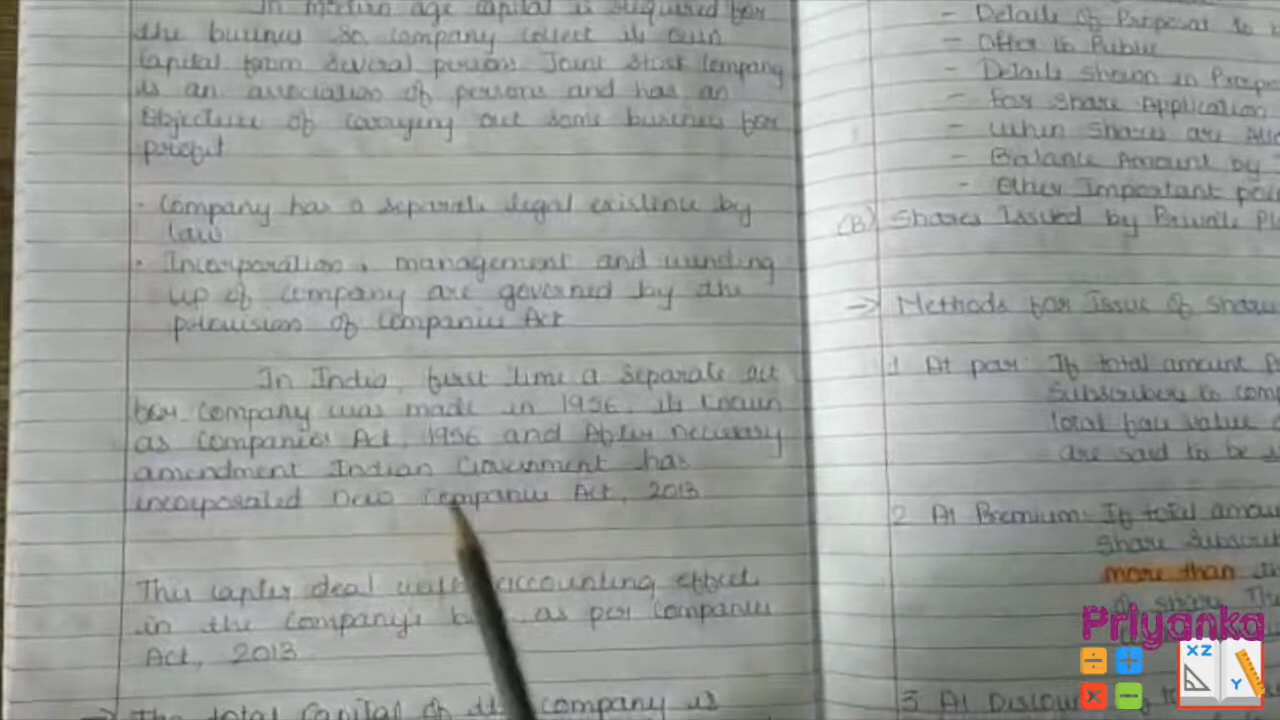 In modern age capital is required for
the business so company collect its own
capital from several persons. Joint stock company
is an association of persons and has an
Objective of carrying out some business for
profit
· Company has a separate legal existence by
law
· Incorporation, management and winding
up of company are governed by the
provision of Companies Act
In India, first time a separate act
for company was made in 1956, its known
as Companies Act, 1956 and After necessary
amendment Indian Government has
incorporated New Companies Act, 2013
This capter deal with accounting effect
in the Company's as per Companies
Act, 2013
→ The total Capital of the company is
- Details of Proposal to
- Offer to Public
- Details shown in
- For Share Application
- When Shares are
- Balance Amount by
- Other Important
(B) Shares Issued by Private
→ Methods for Issue of Share
1 At par: If total amount
Subscribers to
total face value
are said to be
2 At Premium: If total
Share
more than
of share
3 At
Priyanka
XZ
Y